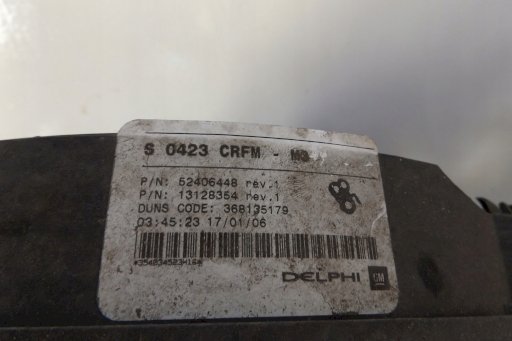 S 0423 CRFM - M3
P/N: 52406448 rev.1
P/N: 13128354 rev.1
DUNS CODE: 368135179
03:45:23 17/01/06
DELPHI GM